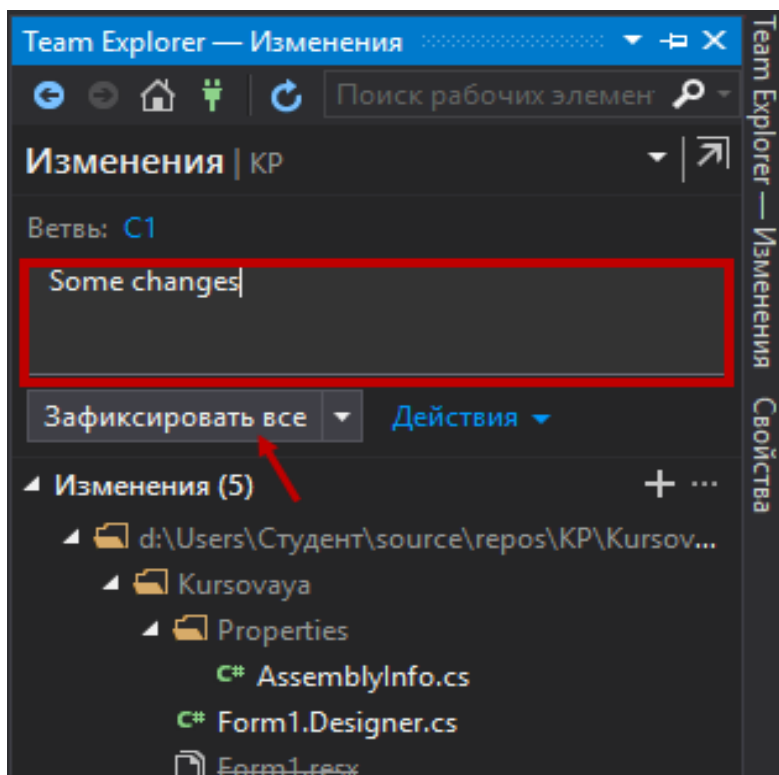 Team Explorer — Изменения
Поиск рабочих элемен
Изменения | КР
Ветвь: C1
Some changes
Зафиксировать все
Действия
Изменения (5)
d:\Users\Студент\source\repos\KP\Kursov...
Kursovaya
Properties
C# AssemblyInfo.cs
C# Form1.Designer.cs
Form1.resx
Team Explorer — Изменения
Свойства